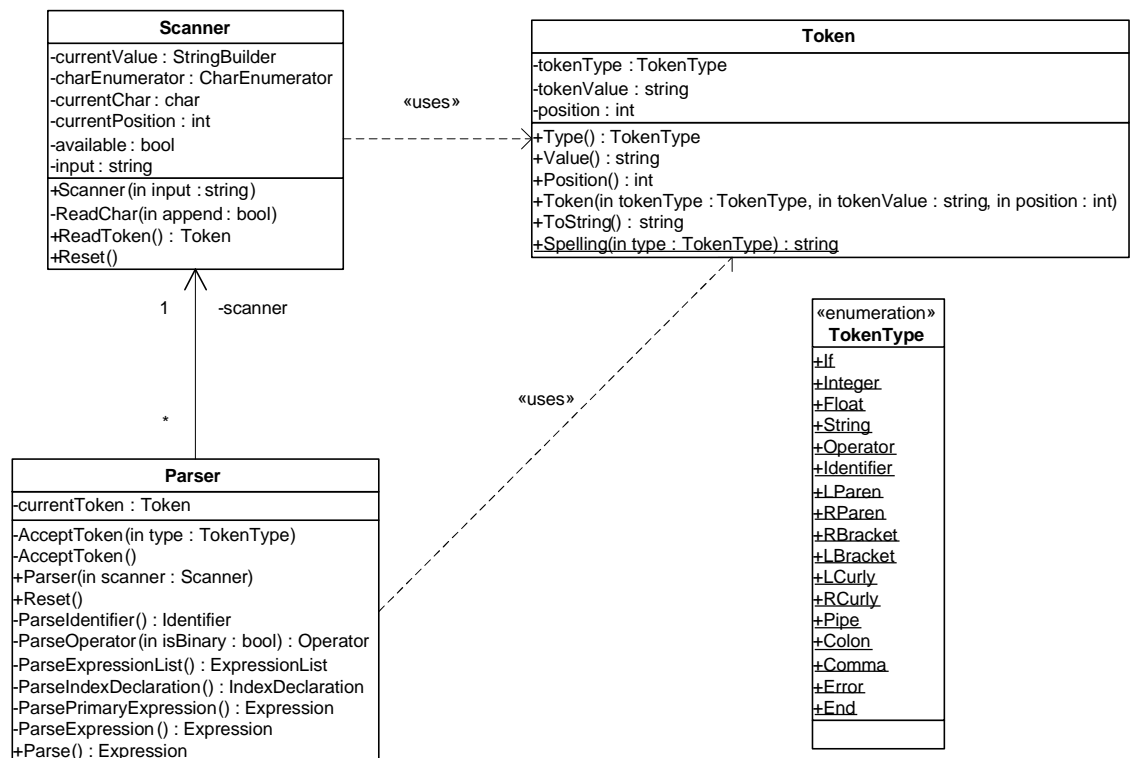 Scanner
-currentValue : StringBuilder
-charEnumerator : CharEnumerator
-currentChar : char
-currentPosition : int
-available : bool
-input : string
+Scanner(in input : string)
-ReadChar(in append : bool)
+ReadToken() : Token
+Reset()
«uses»
Token
-tokenType : TokenType
-tokenValue : string
-position : int
+Type() : TokenType
+Value() : string
+Position() : int
+Token(in tokenType : TokenType, in tokenValue : string, in position : int)
+ToString() : string
+Spelling(in type : TokenType) : string
1
-scanner
*
«uses»
Parser
-currentToken : Token
-AcceptToken(in type : TokenType)
-AcceptToken()
+Parser(in scanner : Scanner)
+Reset()
-ParseIdentifier() : Identifier
-ParseOperator(in isBinary : bool) : Operator
-ParseExpressionList() : ExpressionList
-ParseIndexDeclaration() : IndexDeclaration
-ParsePrimaryExpression() : Expression
-ParseExpression() : Expression
+Parse() : Expression
«enumeration»
TokenType
+If
+Integer
+Float
+String
+Operator
+Identifier
+LParen
+RParen
+RBracket
+LBracket
+LCurly
+RCurly
+Pipe
+Colon
+Comma
+Error
+End